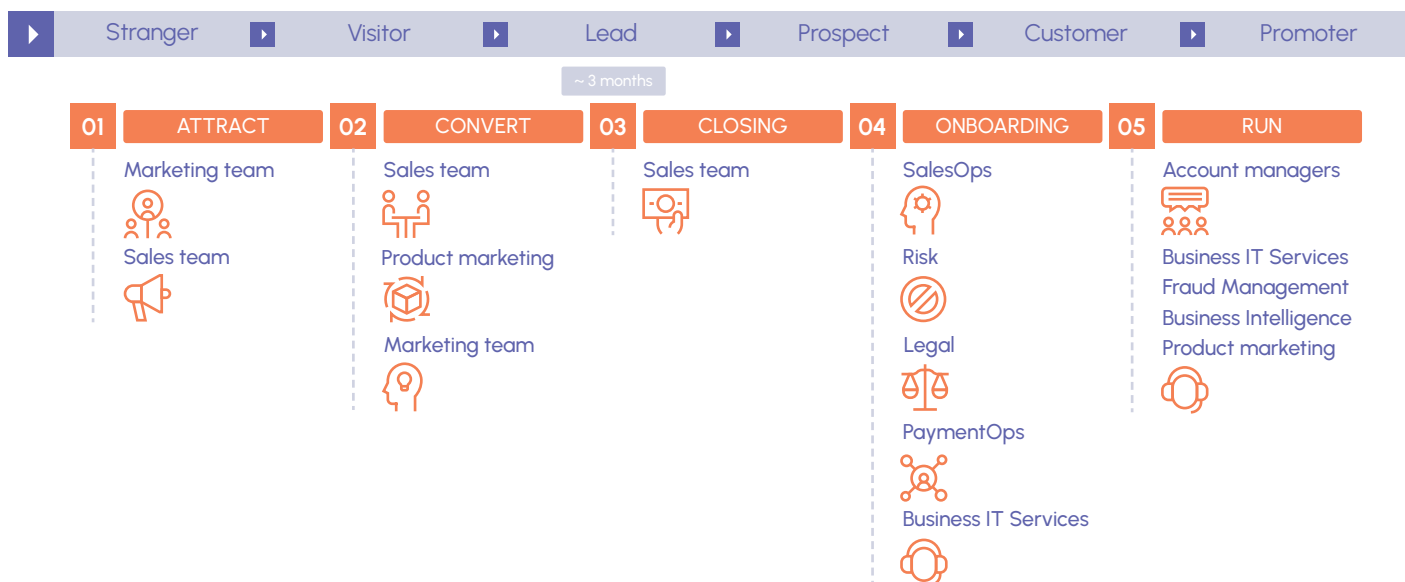 Stranger
Visitor
Lead
Prospect
Customer
Promoter
~ 3 months
01 ATTRACT
Marketing team
Sales team
02 CONVERT
Sales team
Product marketing
Marketing team
03 CLOSING
Sales team
04 ONBOARDING
SalesOps
Risk
Legal
PaymentOps
Business IT Services
05 RUN
Account managers
Business IT Services
Fraud Management
Business Intelligence
Product marketing